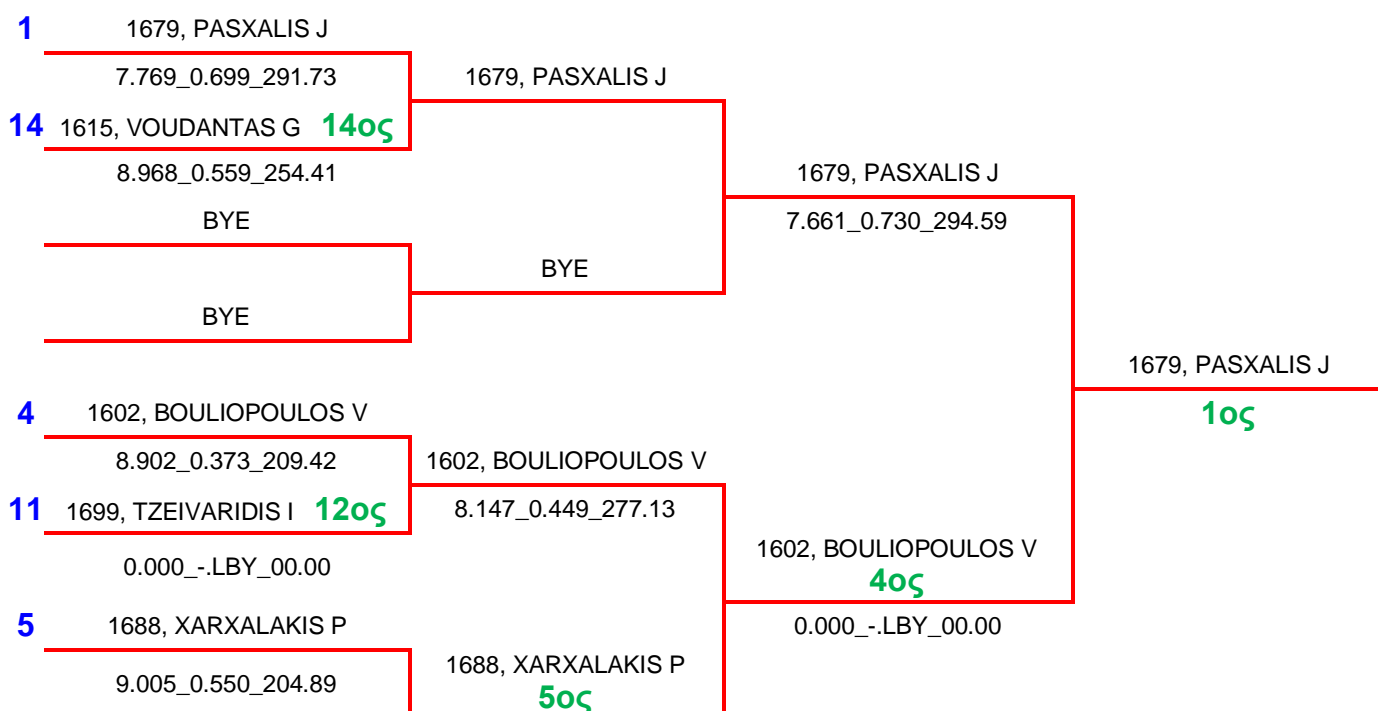 1 1679, PASXALIS J
7.769_0.699_291.73
1679, PASXALIS J
14 1615, VOUDANTAS G 14ος
8.968_0.559_254.41
1679, PASXALIS J
7.661_0.730_294.59
BYE
BYE
BYE
1679, PASXALIS J
1ος
4 1602, BOULIOPOULOS V
8.902_0.373_209.42
1602, BOULIOPOULOS V
8.147_0.449_277.13
11 1699, TZEIVARIDIS I 12ος
0.000_-.LBY_00.00
1602, BOULIOPOULOS V
4ος
0.000_-.LBY_00.00
5 1688, XARXALAKIS P
9.005_0.550_204.89
1688, XARXALAKIS P
5ος